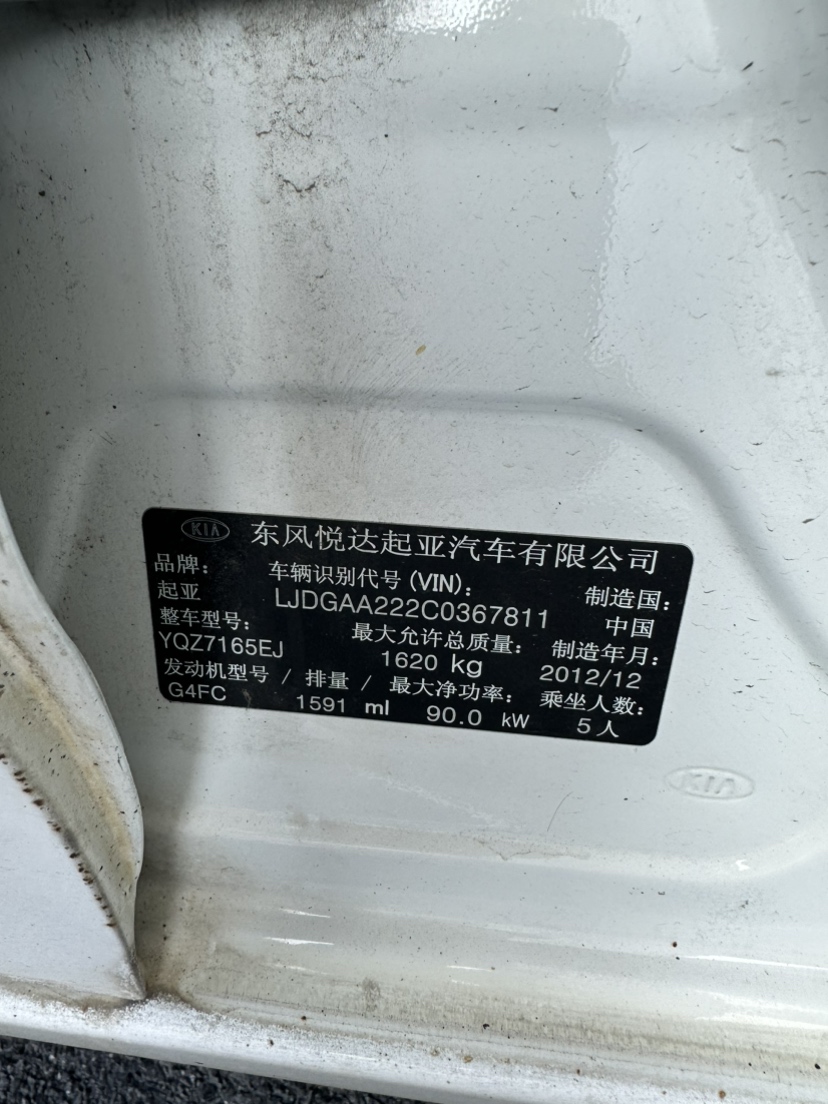 KIA 东风悦达起亚汽车有限公司
品牌: 车辆识别代号(VIN): 制造国:
起亚 LJDGAA222C0367811 中国
整车型号: 最大允许总质量: 制造年月:
YQZ7165EJ 1620 kg 2012/12
发动机型号 / 排量 / 最大净功率: 乘坐人数:
G4FC 1591 ml 90.0 kW 5人
KIA